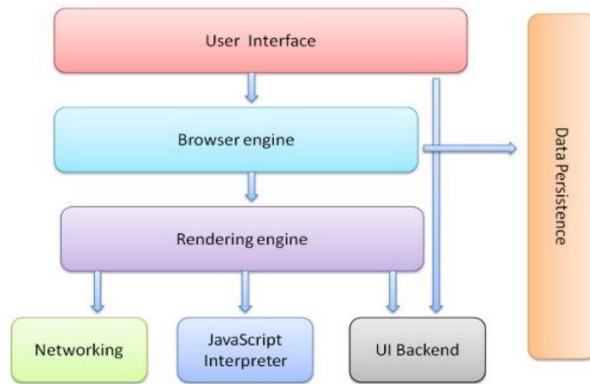 User Interface
Browser engine
Rendering engine
Networking
JavaScript
Interpreter
UI Backend
Data Persistence